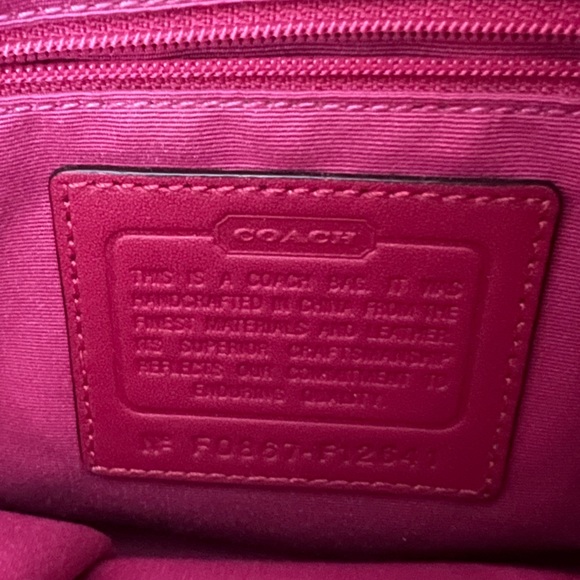 COACH
THIS IS A COACH BAG. IT WAS
HANDCRAFTED IN CHINA FROM THE
FINEST MATERIALS AND LEATHER.
ITS SUPERIOR CRAFTSMANSHIP
REFLECTS OUR COMMITMENT TO
ENDURING QUALITY.
Nº